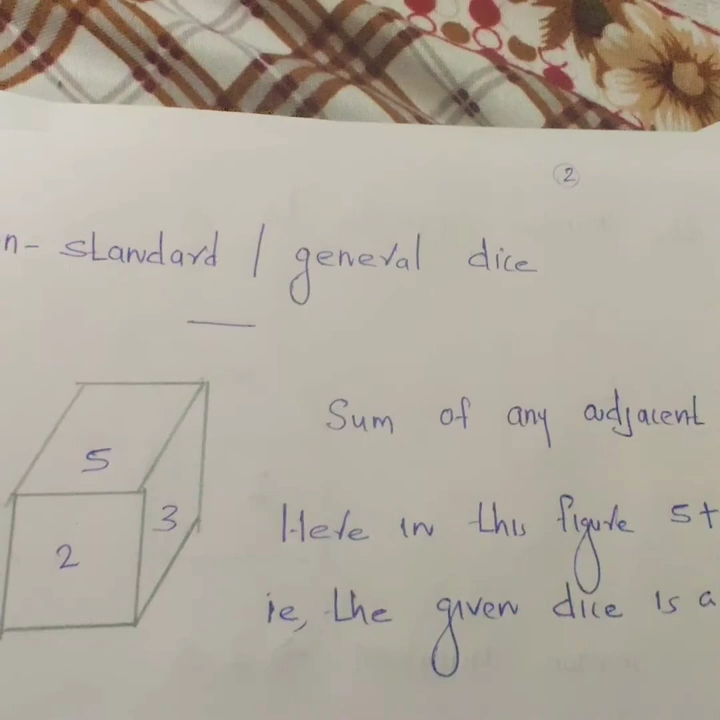 2
n- standard / general dice
5
3
2
Sum of any adjacent
Here in this figure 5+
ie, the given dice is a